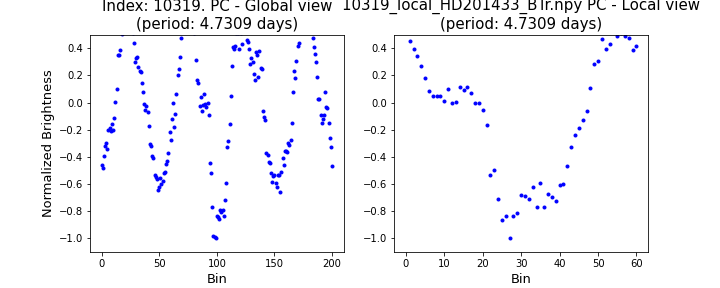 Index: 10319. PC - Global view
(period: 4.7309 days)
10319_local_HD201433_BTr.npy PC - Local view
(period: 4.7309 days)
Normalized Brightness
0.4
0.2
0.0
−0.2
−0.4
−0.6
−0.8
−1.0
0 50 100 150 200
Bin
0.4
0.2
0.0
−0.2
−0.4
−0.6
−0.8
−1.0
0 10 20 30 40 50 60
Bin